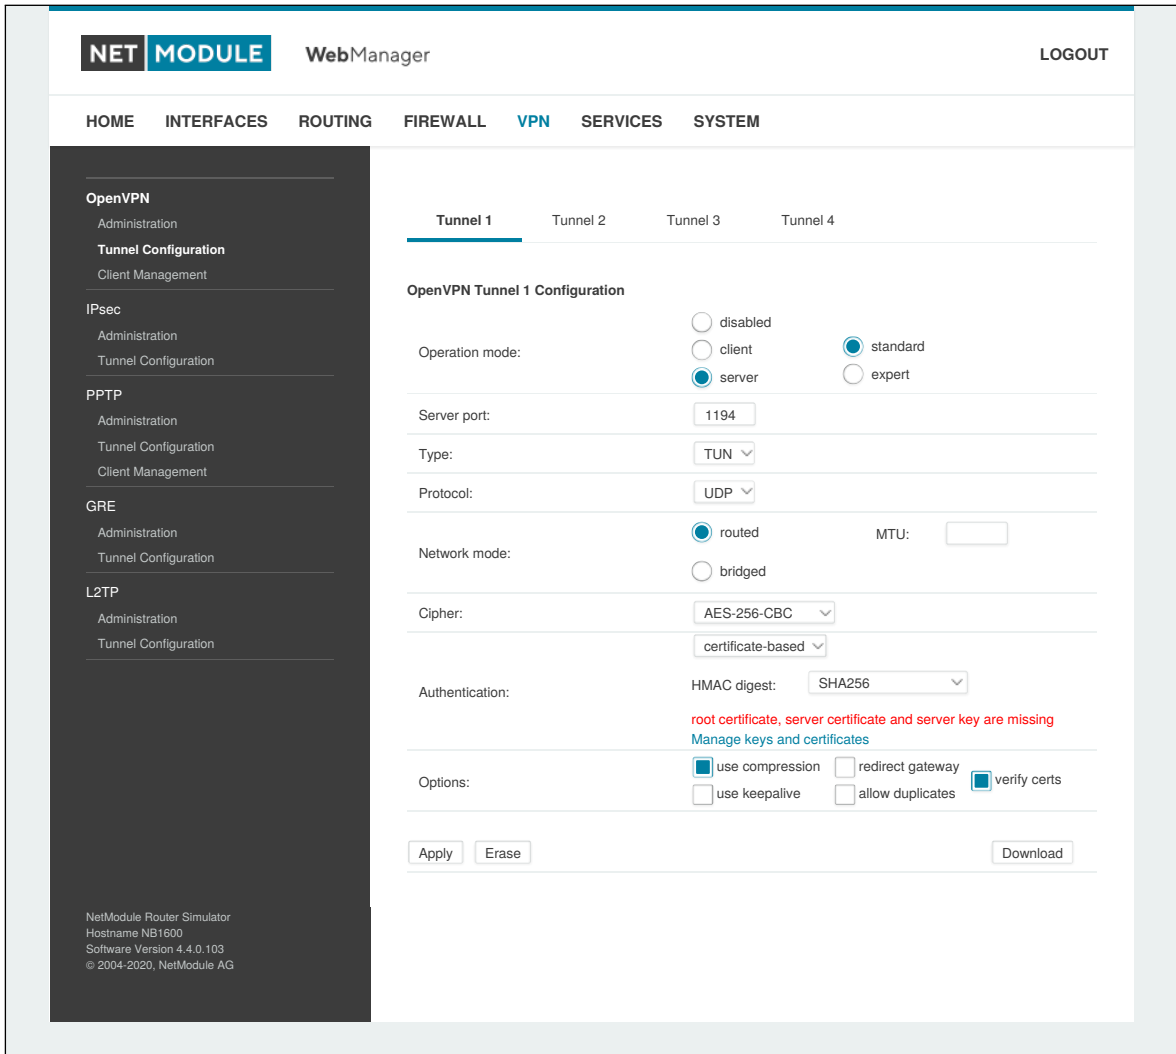 NET MODULE WebManager LOGOUT
HOME INTERFACES ROUTING FIREWALL VPN SERVICES SYSTEM
OpenVPN
Administration
Tunnel Configuration
Client Management
IPsec
Administration
Tunnel Configuration
PPTP
Administration
Tunnel Configuration
Client Management
GRE
Administration
Tunnel Configuration
L2TP
Administration
Tunnel Configuration
NetModule Router Simulator
Hostname NB1600
Software Version 4.4.0.103
© 2004-2020, NetModule AG
Tunnel 1 Tunnel 2 Tunnel 3 Tunnel 4
OpenVPN Tunnel 1 Configuration
Operation mode:
disabled
client
server
standard
expert
Server port: 1194
Type: TUN
Protocol: UDP
Network mode:
routed
bridged
MTU:
Cipher: AES-256-CBC
Authentication:
certificate-based
HMAC digest: SHA256
root certificate, server certificate and server key are missing
Manage keys and certificates
Options:
use compression redirect gateway
use keepalive allow duplicates
verify certs
Apply Erase Download